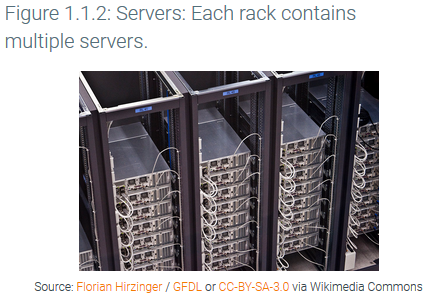 Figure 1.1.2: Servers: Each rack contains
multiple servers.
Source: Florian Hirzinger / GFDL or CC-BY-SA-3.0 via Wikimedia Commons